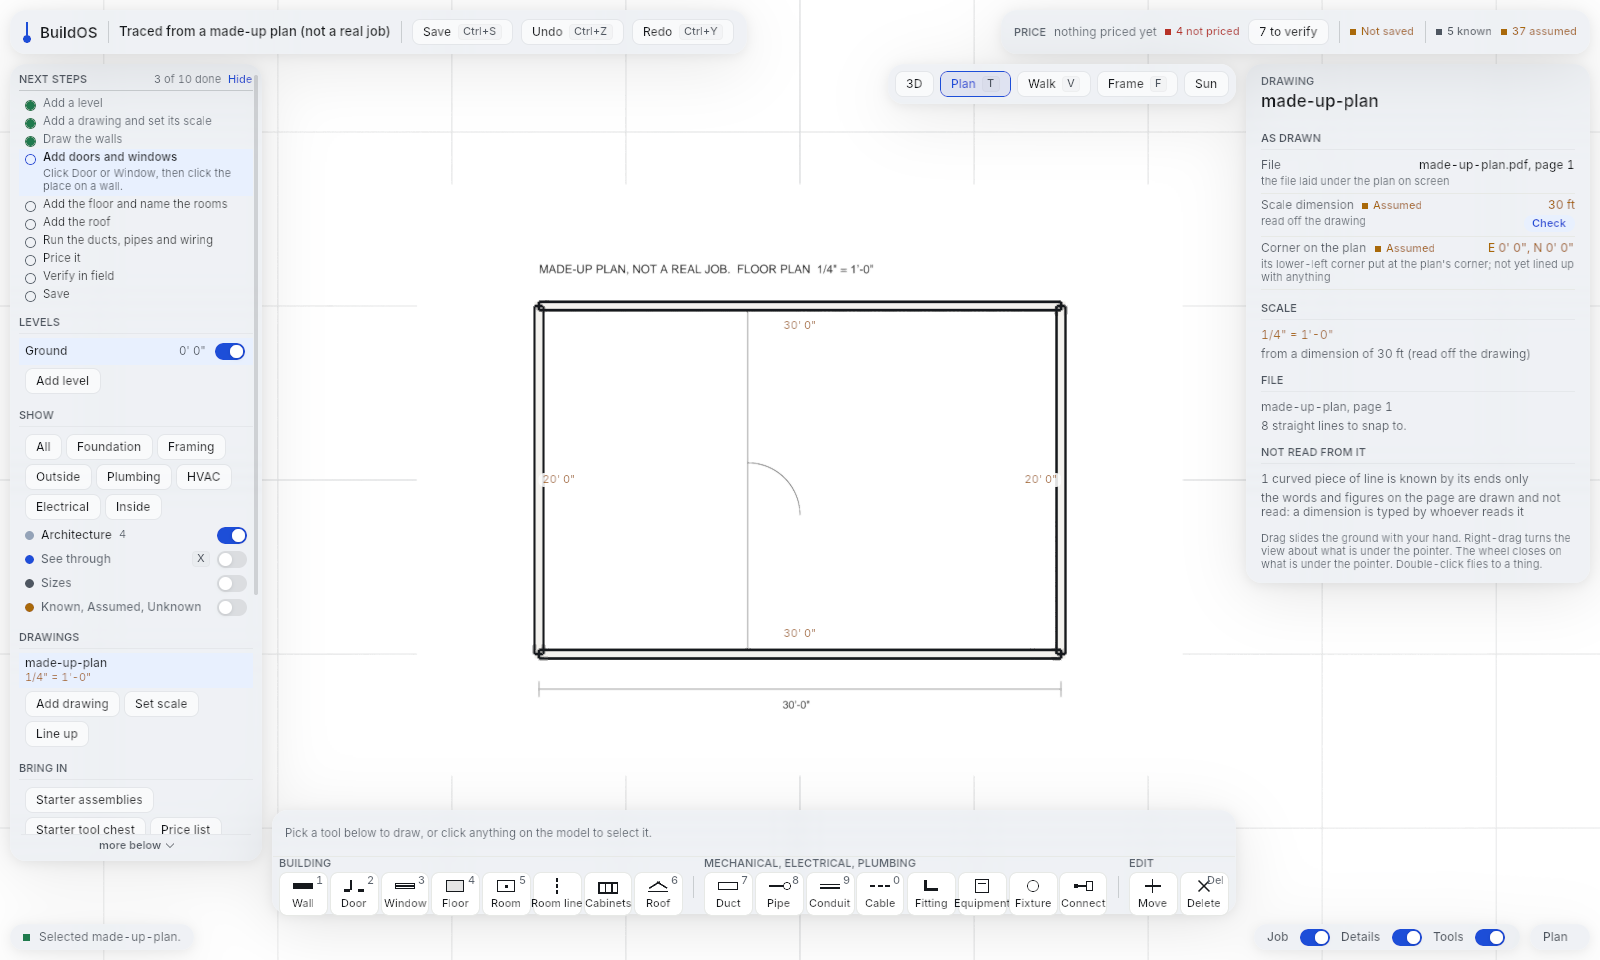 BuildOS
Traced from a made-up plan (not a real job)
Save Ctrl+S
Undo Ctrl+Z
Redo Ctrl+Y
PRICE nothing priced yet 4 not priced
7 to verify
Not saved
5 known
37 assumed
NEXT STEPS 3 of 10 done Hide
Add a level
Add a drawing and set its scale
Draw the walls
Add doors and windows
Click Door or Window, then click the
place on a wall.
Add the floor and name the rooms
Add the roof
Run the ducts, pipes and wiring
Price it
Verify in field
Save
LEVELS
Ground 0' 0"
Add level
SHOW
All Foundation Framing
Outside Plumbing HVAC
Electrical Inside
Architecture 4
See through X
Sizes
Known, Assumed, Unknown
DRAWINGS
made-up-plan
1/4" = 1'-0"
Add drawing Set scale
Line up
BRING IN
Starter assemblies
Starter tool chest Price list
more below
Selected made-up-plan.
3D Plan T Walk V Frame F Sun
MADE-UP PLAN, NOT A REAL JOB. FLOOR PLAN 1/4" = 1'-0"
30' 0"
20' 0"
20' 0"
30' 0"
30'-0"
DRAWING
made-up-plan
AS DRAWN
File made-up-plan.pdf, page 1
the file laid under the plan on screen
Scale dimension Assumed 30 ft
read off the drawing Check
Corner on the plan Assumed E 0' 0", N 0' 0"
its lower-left corner put at the plan's corner; not yet lined up
with anything
SCALE
1/4" = 1'-0"
from a dimension of 30 ft (read off the drawing)
FILE
made-up-plan, page 1
8 straight lines to snap to.
NOT READ FROM IT
1 curved piece of line is known by its ends only
the words and figures on the page are drawn and not
read: a dimension is typed by whoever reads it
Drag slides the ground with your hand. Right-drag turns the
view about what is under the pointer. The wheel closes on
what is under the pointer. Double-click flies to a thing.
Pick a tool below to draw, or click anything on the model to select it.
BUILDING
1 Wall
2 Door
3 Window
4 Floor
5 Room
Room line
Cabinets
6 Roof
MECHANICAL, ELECTRICAL, PLUMBING
7 Duct
8 Pipe
9 Conduit
0 Cable
Fitting
Equipment
Fixture
Connect
EDIT
Move
Del Delete
Job Details Tools Plan